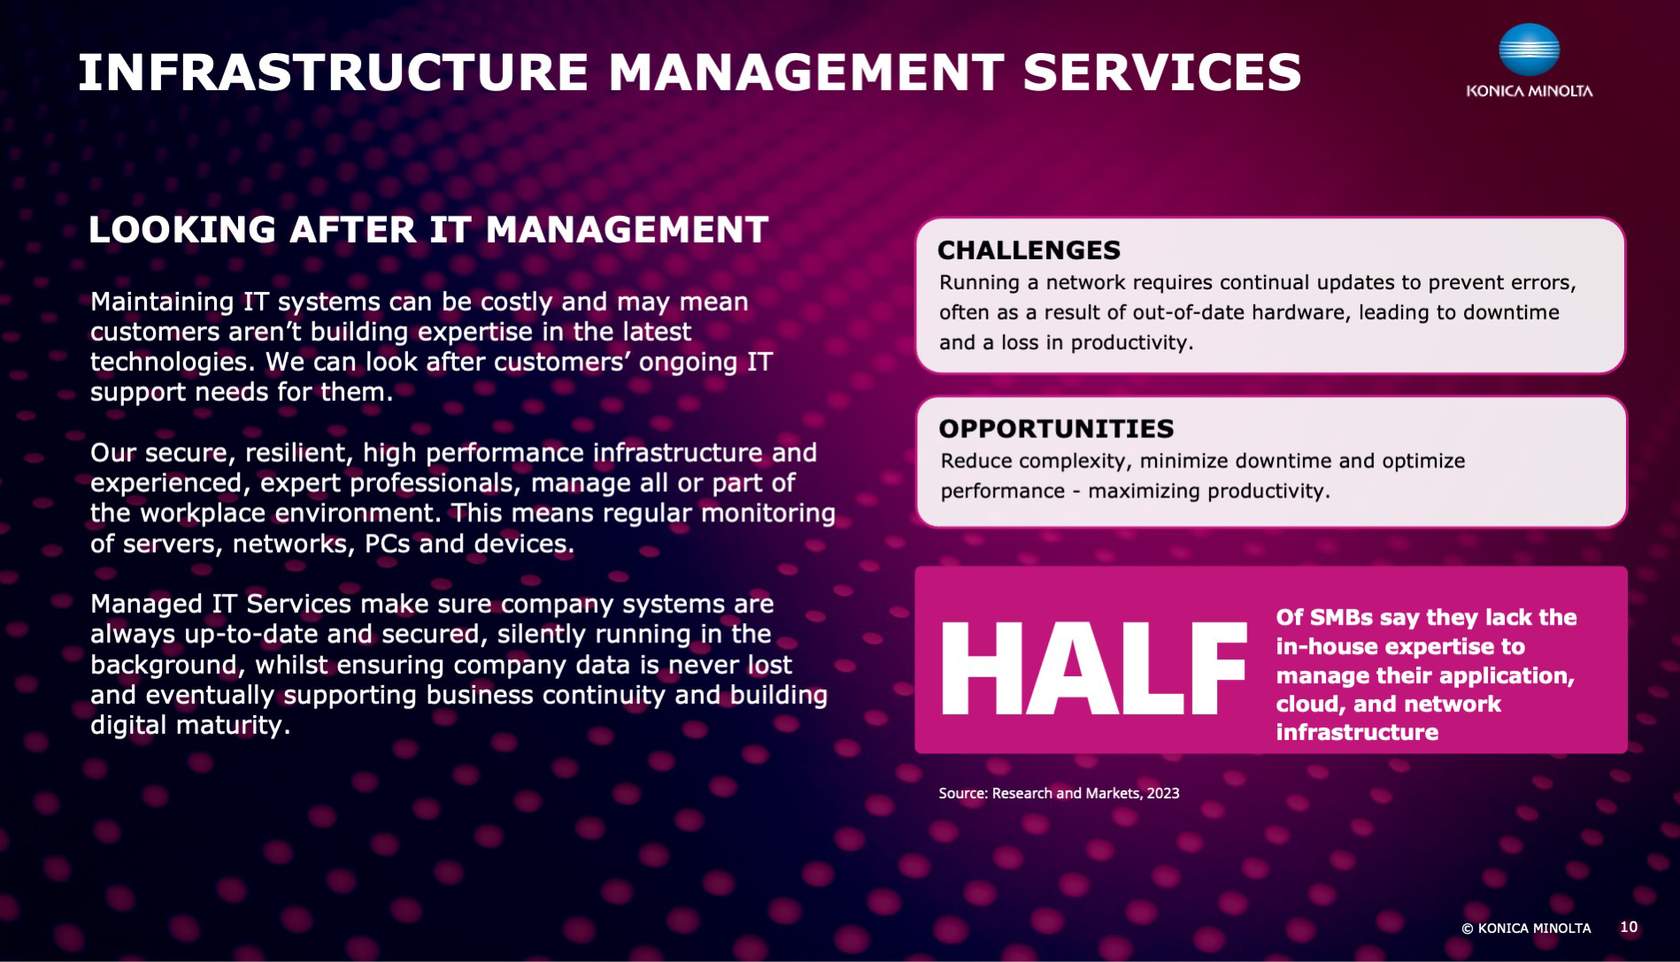 INFRASTRUCTURE MANAGEMENT SERVICES
KONICA MINOLTA
LOOKING AFTER IT MANAGEMENT
Maintaining IT systems can be costly and may mean
customers aren’t building expertise in the latest
technologies. We can look after customers’ ongoing IT
support needs for them.
Our secure, resilient, high performance infrastructure and
experienced, expert professionals, manage all or part of
the workplace environment. This means regular monitoring
of servers, networks, PCs and devices.
Managed IT Services make sure company systems are
always up-to-date and secured, silently running in the
background, whilst ensuring company data is never lost
and eventually supporting business continuity and building
digital maturity.
CHALLENGES
Running a network requires continual updates to prevent errors,
often as a result of out-of-date hardware, leading to downtime
and a loss in productivity.
OPPORTUNITIES
Reduce complexity, minimize downtime and optimize
performance - maximizing productivity.
HALF
Of SMBs say they lack the
in-house expertise to
manage their application,
cloud, and network
infrastructure
Source: Research and Markets, 2023
© KONICA MINOLTA 10